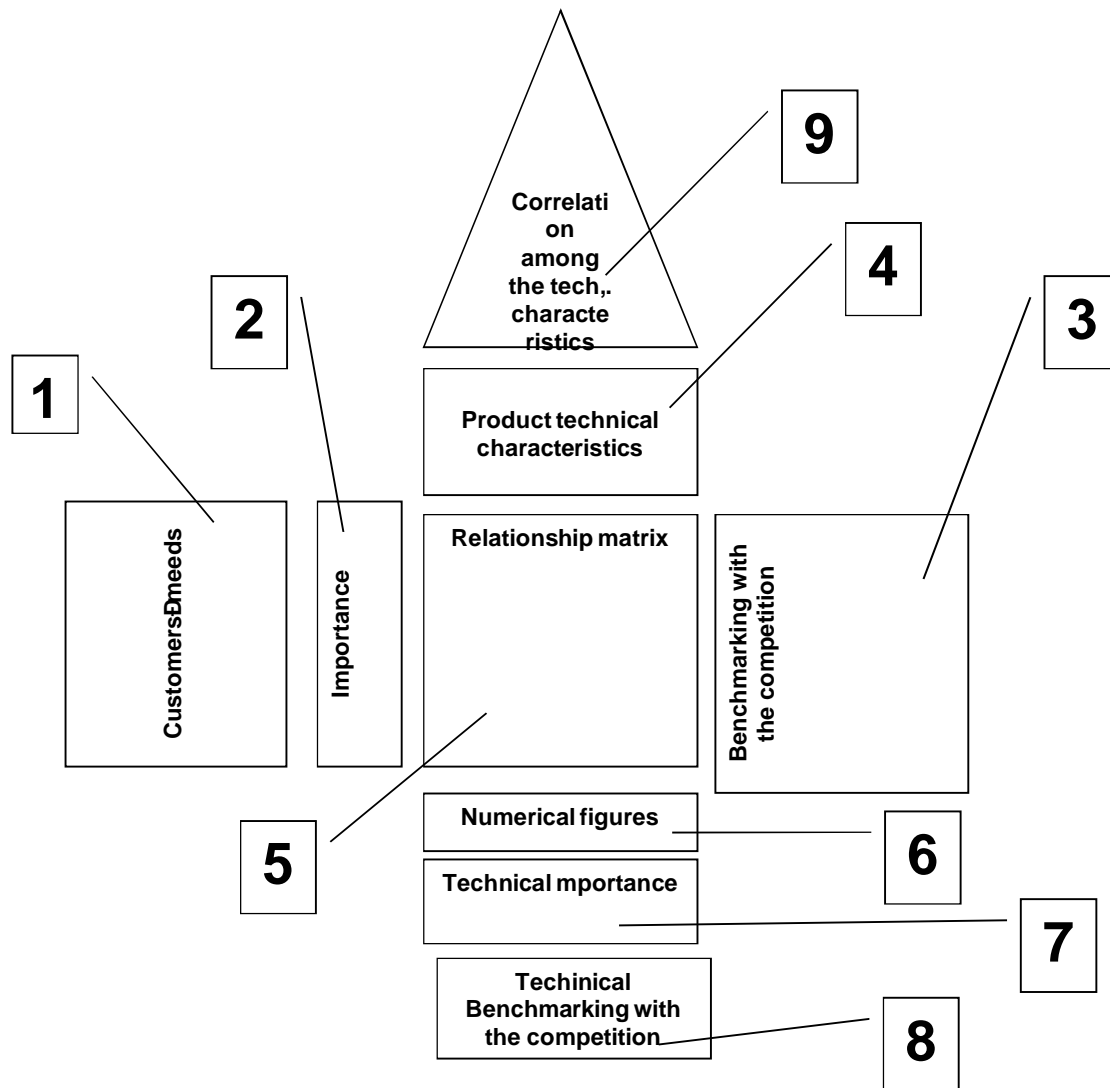 9
Correlati
on
among
the tech,.
characte
ristics
4
2
3
1
Product technical
characteristics
CustomersÐneeds
Importance
Relationship matrix
Benchmarking with
the competition
Numerical figures
5
6
Technical mportance
7
Techinical
Benchmarking with
the competition
8